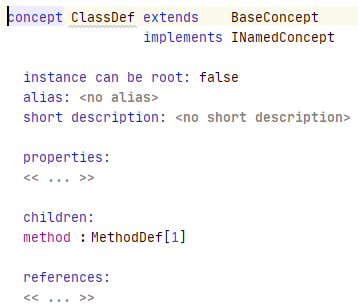 concept ClassDef extends    BaseConcept
                 implements INamedConcept

  instance can be root: false
  alias: <no alias>
  short description: <no short description>

  properties:
  << ... >>

  children:
  method : MethodDef[1]

  references:
  << ... >>